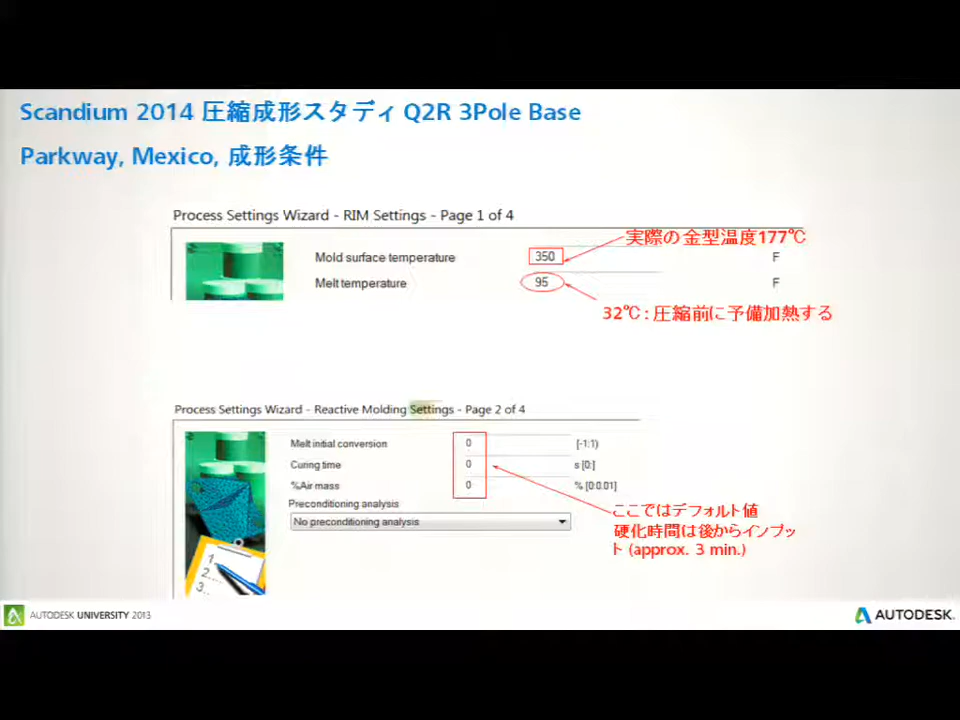 Scandium 2014 圧縮成形スタディ Q2R 3Pole Base
Parkway, Mexico, 成形条件
Process Settings Wizard - RIM Settings - Page 1 of 4
実際の金型温度177℃
Mold surface temperature 350 F
Melt temperature 95 F
32℃ : 圧縮前に予備加熱する
Process Settings Wizard - Reactive Molding Settings - Page 2 of 4
Melt initial conversion 0 [-1:1)
Curing time 0 s [0:]
%Air mass 0 % [0:0.01]
Preconditioning analysis
No preconditioning analysis
ここではデフォルト値
硬化時間は後からインプッ
ト (approx. 3 min.)
1.
2.
3.
AUTODESK UNIVERSITY 2013
AUTODESK.